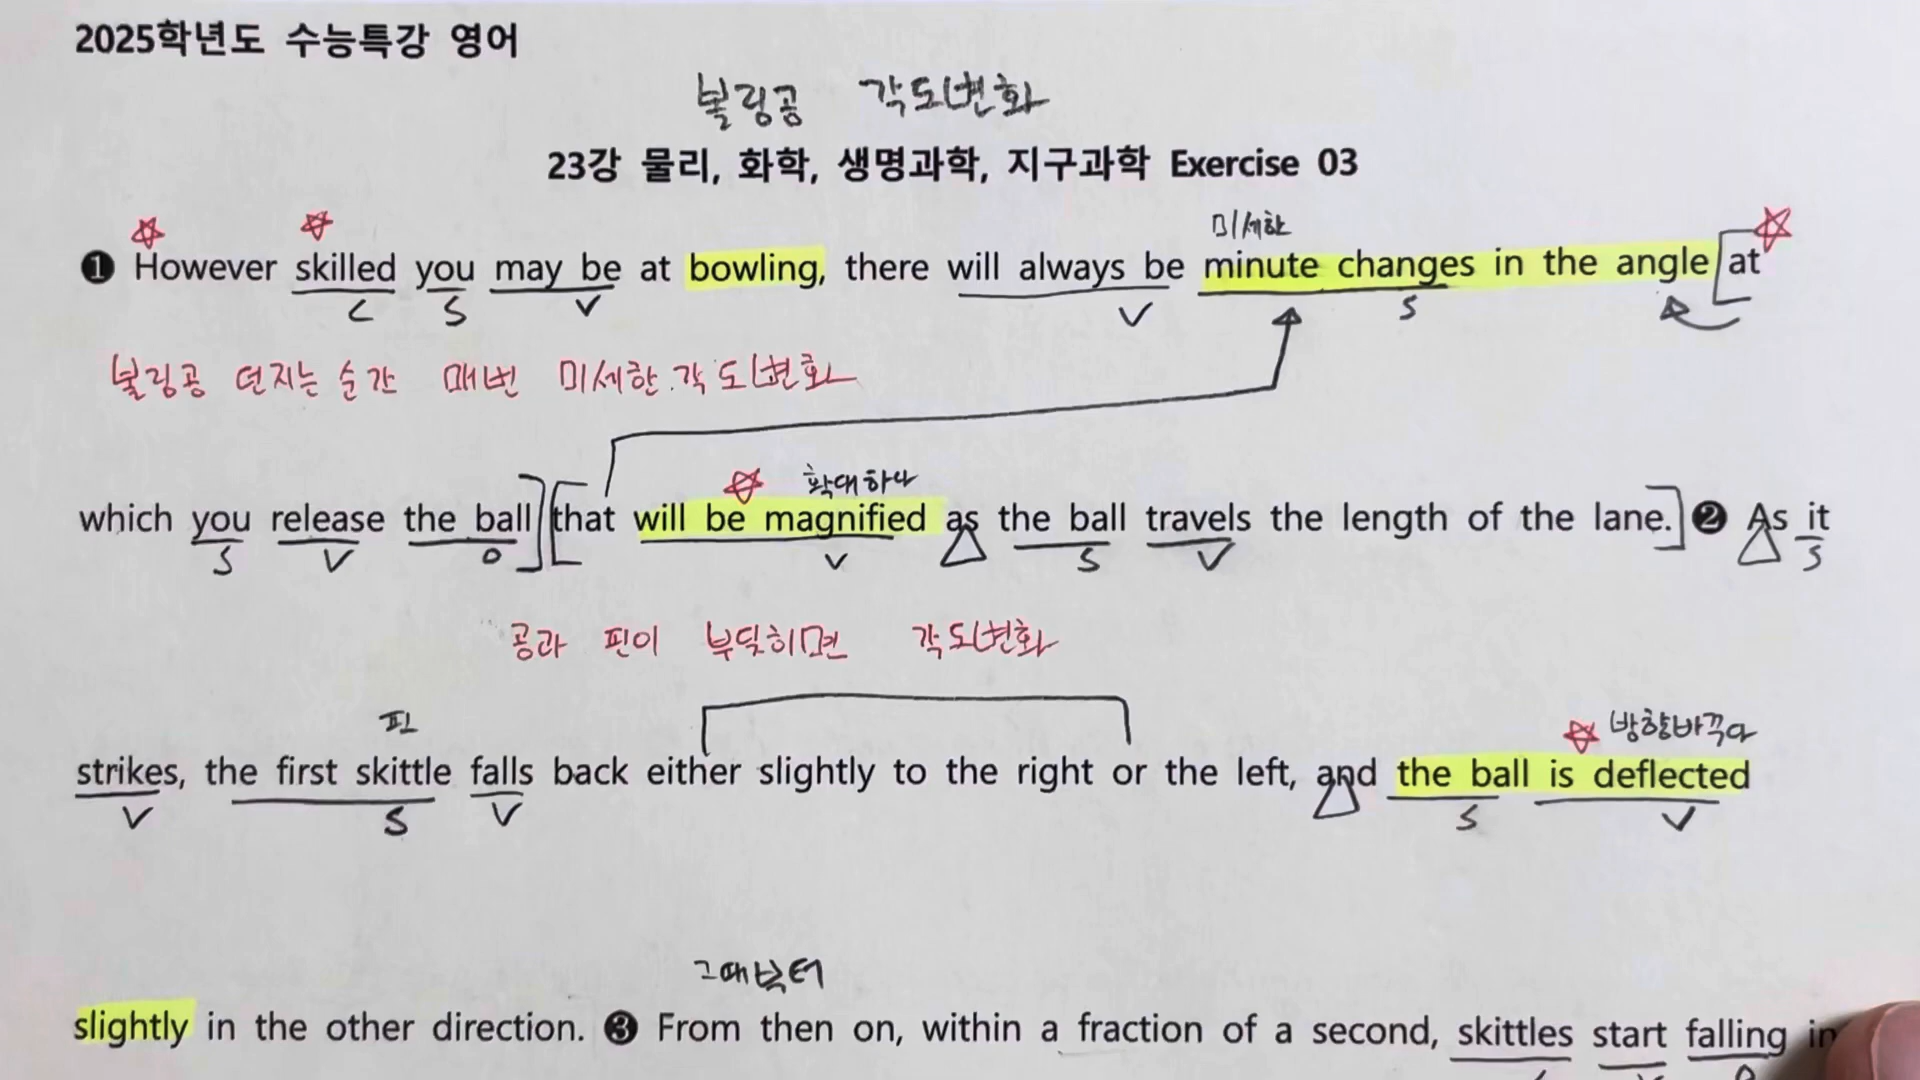 2025학년도 수능특강 영어
볼링공 각도변화
23강 물리, 화학, 생명과학, 지구과학 Exercise 03
미세한
❶ However skilled you may be at bowling, there will always be minute changes in the angle at
C S V V S
볼링공 던지는 순간 매번 미세한 각도변화
확대하다
which you release the ball that will be magnified as the ball travels the length of the lane. ❷ As it
S V O V S V S
공과 핀이 부딪히면 각도변화
핀 방향바꾸다
strikes, the first skittle falls back either slightly to the right or the left, and the ball is deflected
V S V S V
그때부터
slightly in the other direction. ❸ From then on, within a fraction of a second, skittles start falling in